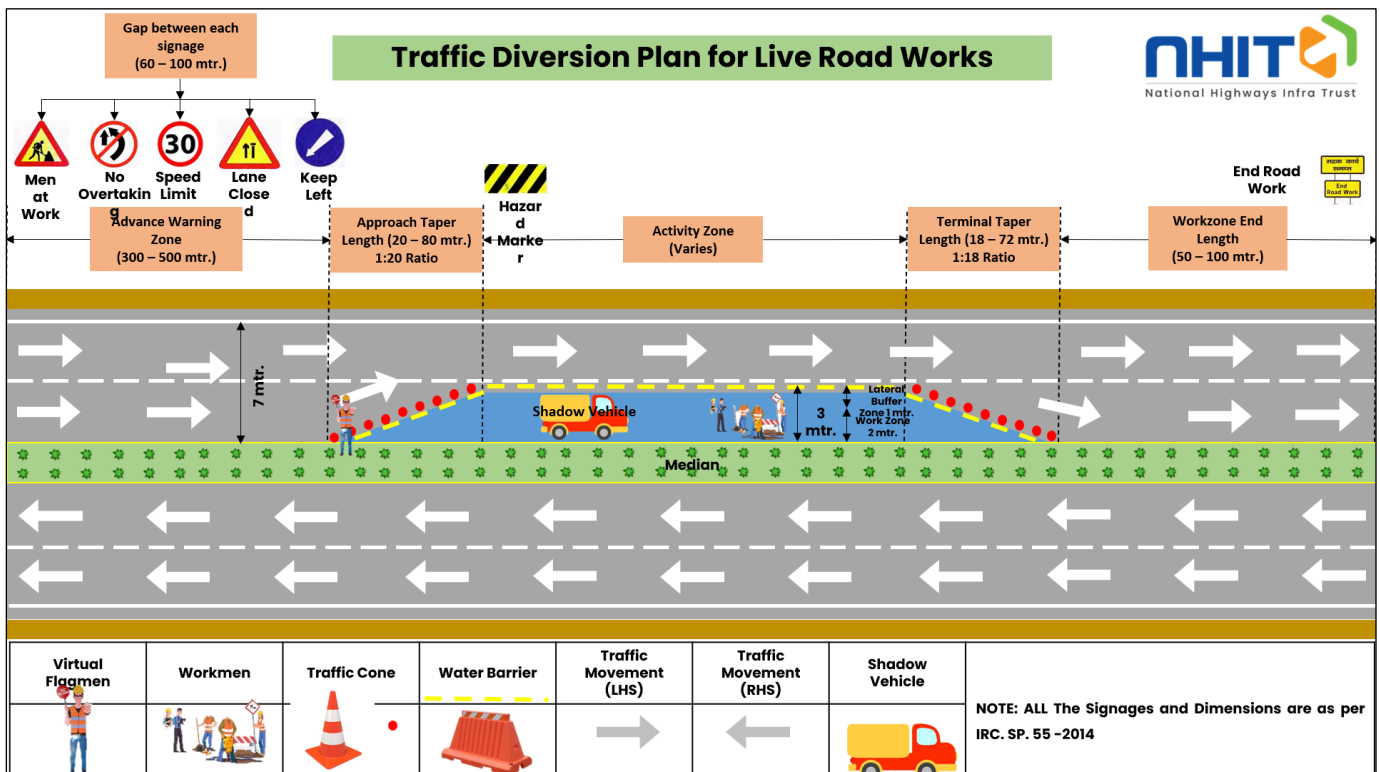 Gap between each
signage
(60 – 100 mtr.)
Traffic Diversion Plan for Live Road Works
NHIT
National Highways Infra Trust
30
Men
at
Work
No
Overtakin
g
Speed
Limit
Lane
Close
d
Keep
Left
Hazar
d
Marke
r
End Road
Work
सड़क कार्य
समाप्त
End
Road Work
Advance Warning
Zone
(300 – 500 mtr.)
Approach Taper
Length (20 – 80 mtr.)
1:20 Ratio
Activity Zone
(Varies)
Terminal Taper
Length (18 – 72 mtr.)
1:18 Ratio
Workzone End
Length
(50 – 100 mtr.)
7 mtr.
Shadow Vehicle
3
mtr.
Lateral
Buffer
Zone 1 mtr.
Work Zone
2 mtr.
Median
Virtual
Flagmen
Workmen
Traffic Cone
Water Barrier
Traffic
Movement
(LHS)
Traffic
Movement
(RHS)
Shadow
Vehicle
NOTE: ALL The Signages and Dimensions are as per
IRC. SP. 55 -2014